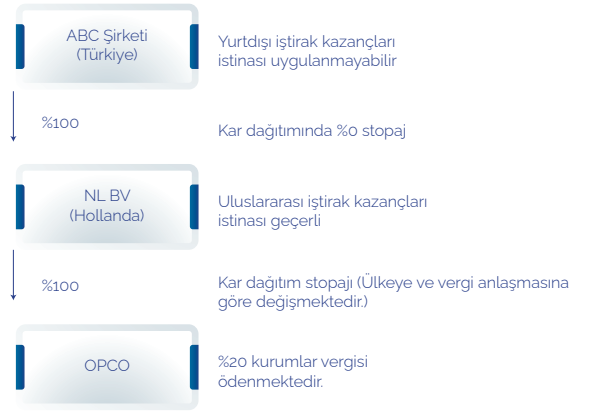 ABC Şirketi
(Türkiye)
Yurtdışı iştirak kazançları
istinası uygulanmayabilir
%100
Kar dağıtımında %0 stopaj
NL BV
(Hollanda)
Uluslararası iştirak kazançları
istinası geçerli
%100
Kar dağıtım stopajı (Ülkeye ve vergi anlaşmasına
göre değişmektedir.)
OPCO
%20 kurumlar vergisi
ödenmektedir.